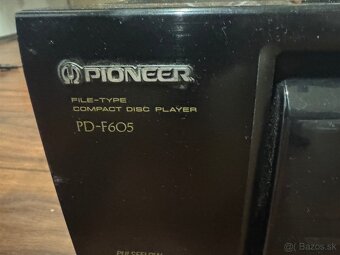 PIONEER
FILE-TYPE
COMPACT DISC PLAYER
PD-F605
PULSEFLOW
Bazos.sk